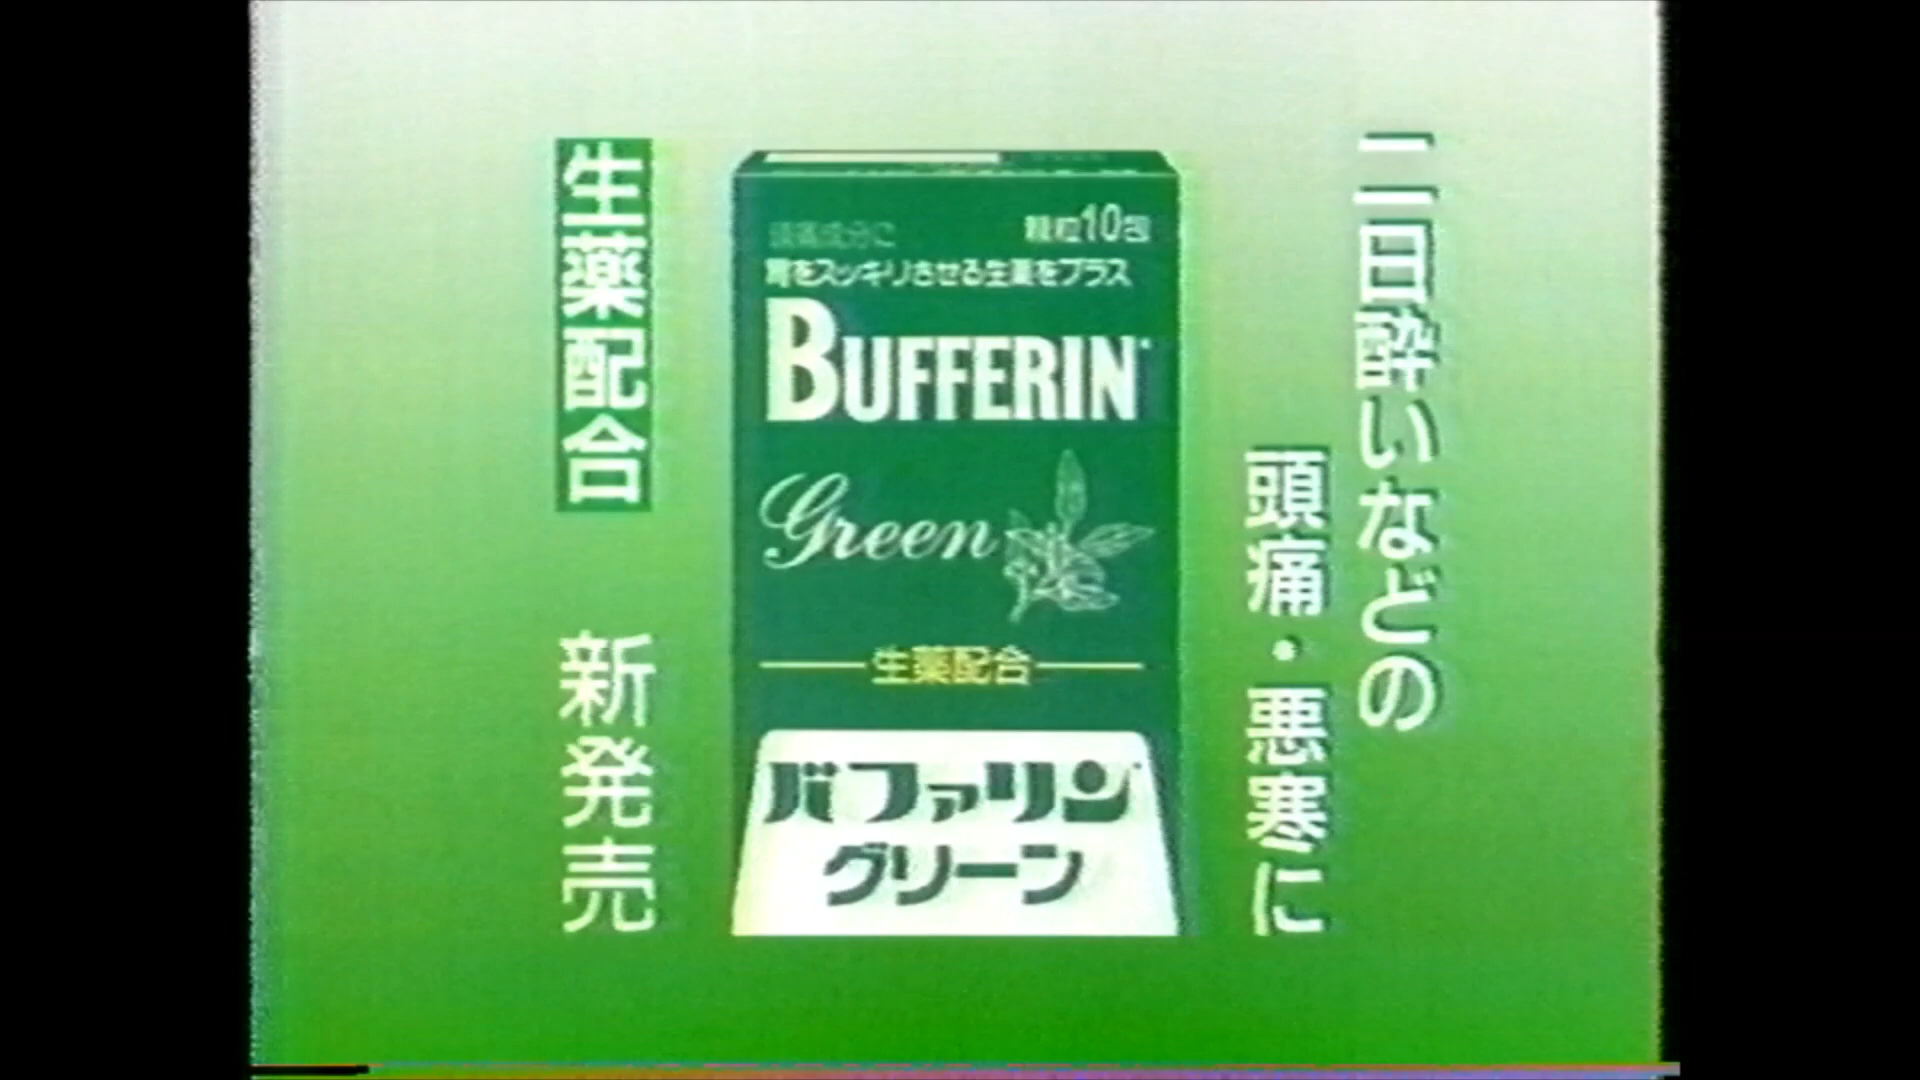 二日酔いなどの
頭痛・悪寒に
顆粒10包
胃をスッキリさせる生薬をプラス
BUFFERIN
Green
生薬配合
バファリン
グリーン
生薬配合
新発売